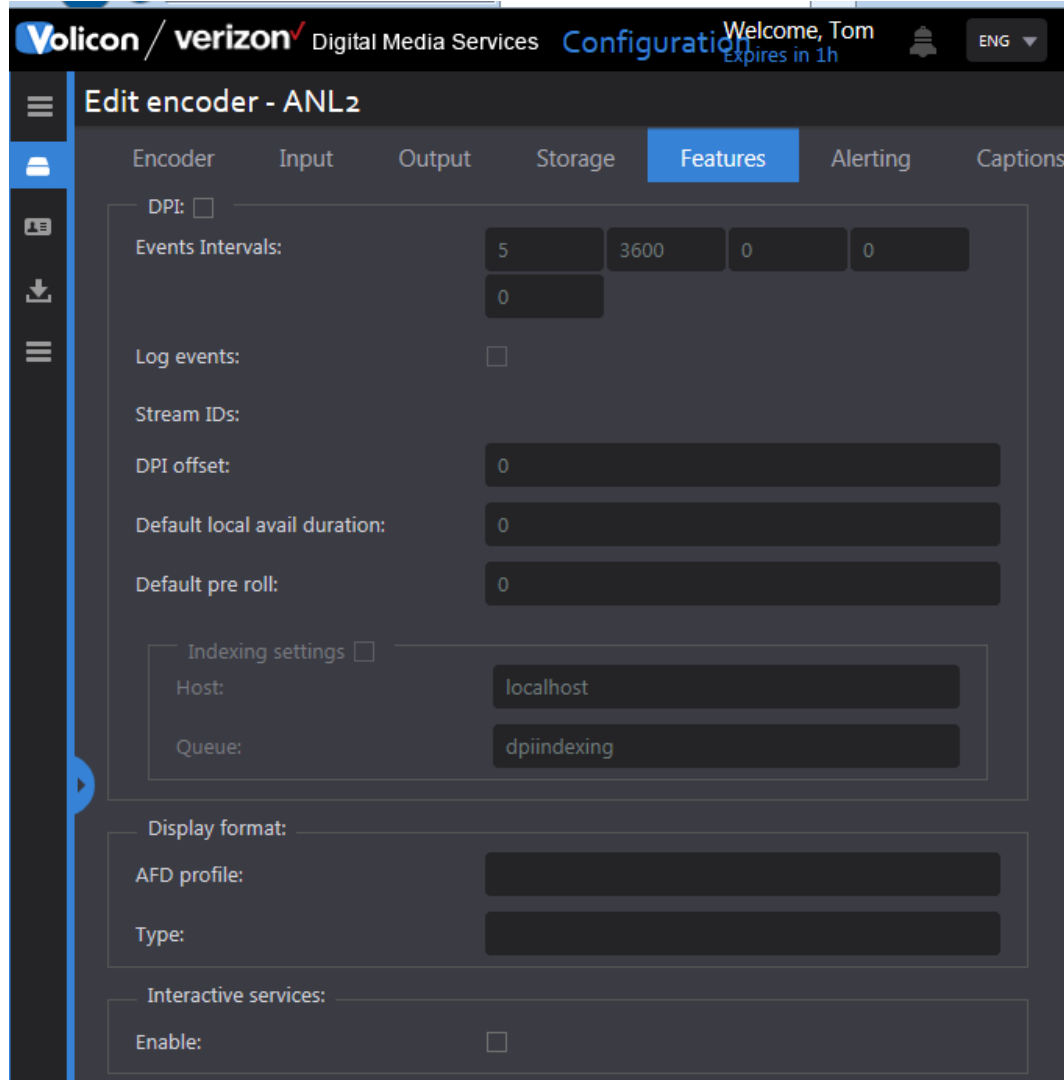 Volicon / verizon Digital Media Services Configuration Welcome, Tom ENG
Expires in 1h
Edit encoder - ANL2
Encoder Input Output Storage Features Alerting Captions
DPI:
Events Intervals: 5 3600 0 0
0
Log events:
Stream IDs:
DPI offset: 0
Default local avail duration: 0
Default pre roll: 0
Indexing settings
Host: localhost
Queue: dpiindexing
Display format:
AFD profile:
Type:
Interactive services:
Enable: